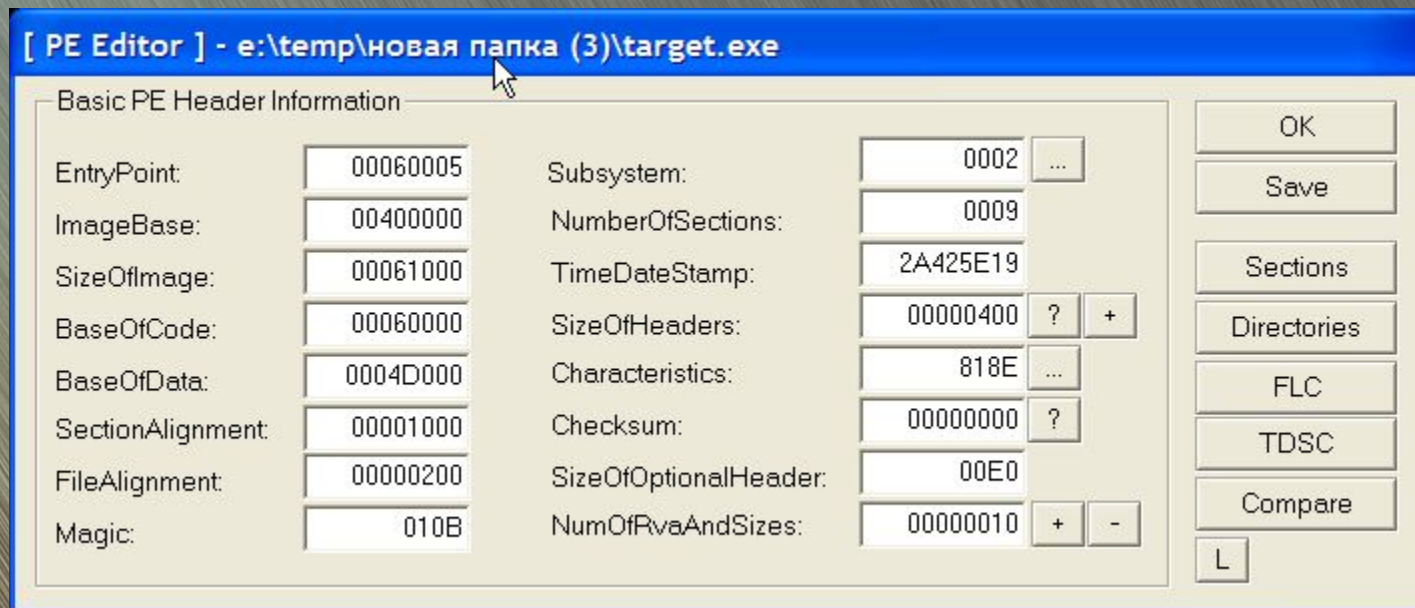 [ PE Editor ] - e:\temp\новая папка (3)\target.exe
Basic PE Header Information
EntryPoint: 00060005
ImageBase: 00400000
SizeOfImage: 00061000
BaseOfCode: 00060000
BaseOfData: 0004D000
SectionAlignment: 00001000
FileAlignment: 00000200
Magic: 010B
Subsystem: 0002 ...
NumberOfSections: 0009
TimeDateStamp: 2A425E19
SizeOfHeaders: 00000400 ? +
Characteristics: 818E ...
Checksum: 00000000 ?
SizeOfOptionalHeader: 00E0
NumOfRvaAndSizes: 00000010 + -
OK
Save
Sections
Directories
FLC
TDSC
Compare
L